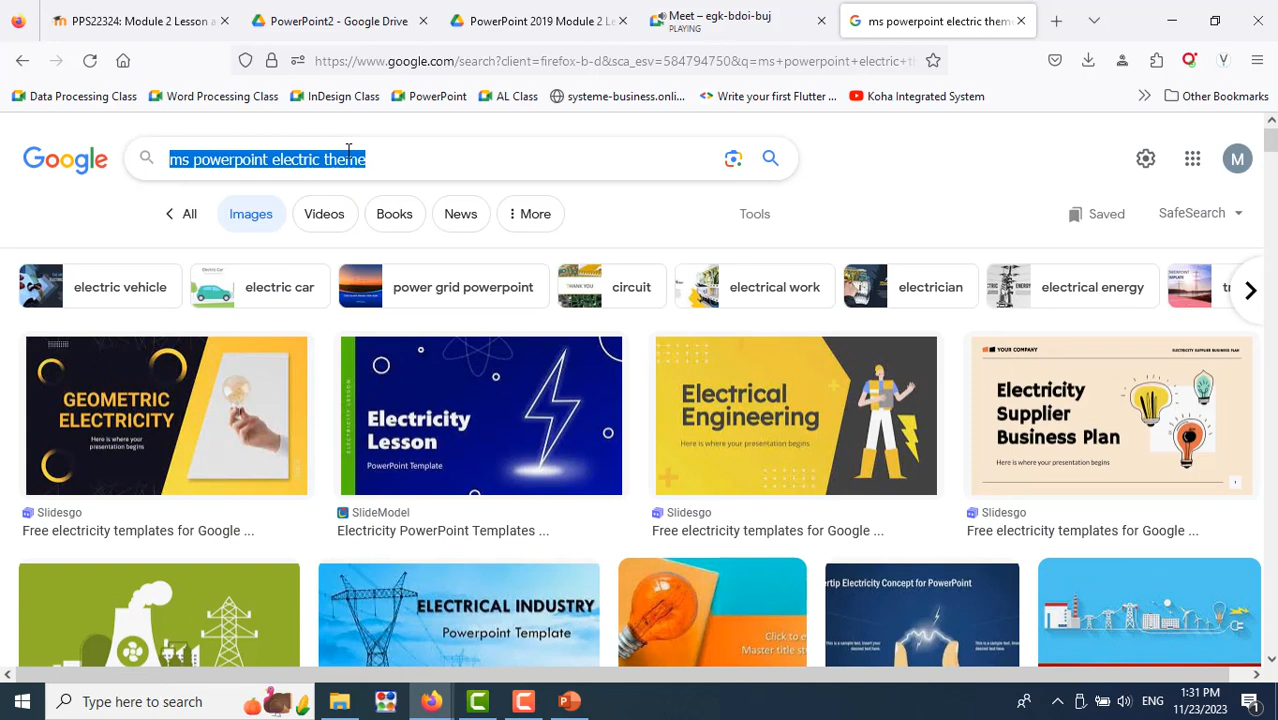 PPS22324: Module 2 Lesson a
PowerPoint2 - Google Drive
PowerPoint 2019 Module 2 Le
Meet – egk-bdoi-buj
PLAYING
ms powerpoint electric them
https://www.google.com/search?client=firefox-b-d&sca_esv=584794750&q=ms+powerpoint+electric+th
Data Processing Class
Word Processing Class
InDesign Class
PowerPoint
AL Class
systeme-business.onli...
Write your first Flutter ...
Koha Integrated System
Other Bookmarks
Google
ms powerpoint electric theme
M
All
Images
Videos
Books
News
More
Tools
Saved
SafeSearch
electric vehicle
electric c
power grid powerpoint
circuit
electrical work
electrician
electrical energy
GEOMETRIC
ELECTRICITY
Here is where your
presentation begins
Electricity
Lesson
PowerPoint Template
Electrical
Engineering
Here is where your presentation begins
YOUR COMPANY
ELECTRICITY SUPPLIER
BUSINESS PLAN
Electricity
Supplier
Business Plan
Here is where your presentation begins
Slidesgo
Free electricity templates for Google ...
SlideModel
Electricity PowerPoint Templates ...
Slidesgo
Free electricity templates for Google ...
Slidesgo
Free electricity templates for Google ...
ELECTRICAL INDUSTRY
Powerpoint Template
Click to e
Master title st
rtip Electricity Concept for PowerPoint
Type here to search
ENG
1:31 PM
11/23/2023